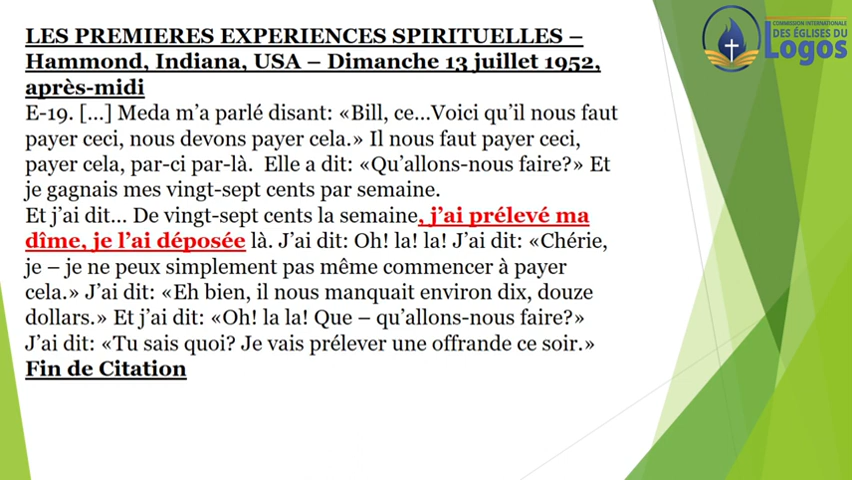 LES PREMIERES EXPERIENCES SPIRITUELLES –
Hammond, Indiana, USA – Dimanche 13 juillet 1952,
après-midi
E-19. [...] Meda m'a parlé disant: «Bill, ce...Voici qu'il nous faut
payer ceci, nous devons payer cela.» Il nous faut payer ceci,
payer cela, par-ci par-là. Elle a dit: «Qu'allons-nous faire?» Et
je gagnais mes vingt-sept cents par semaine.
Et j'ai dit... De vingt-sept cents la semaine, j'ai prélevé ma
dîme, je l'ai déposée là. J'ai dit: Oh! la! la! J'ai dit: «Chérie,
je – je ne peux simplement pas même commencer à payer
cela.» J'ai dit: «Eh bien, il nous manquait environ dix, douze
dollars.» Et j'ai dit: «Oh! la la! Que – qu'allons-nous faire?»
J'ai dit: «Tu sais quoi? Je vais prélever une offrande ce soir.»
Fin de Citation
COMMISSION INTERNATIONALE
DES ÉGLISES DU
Logos